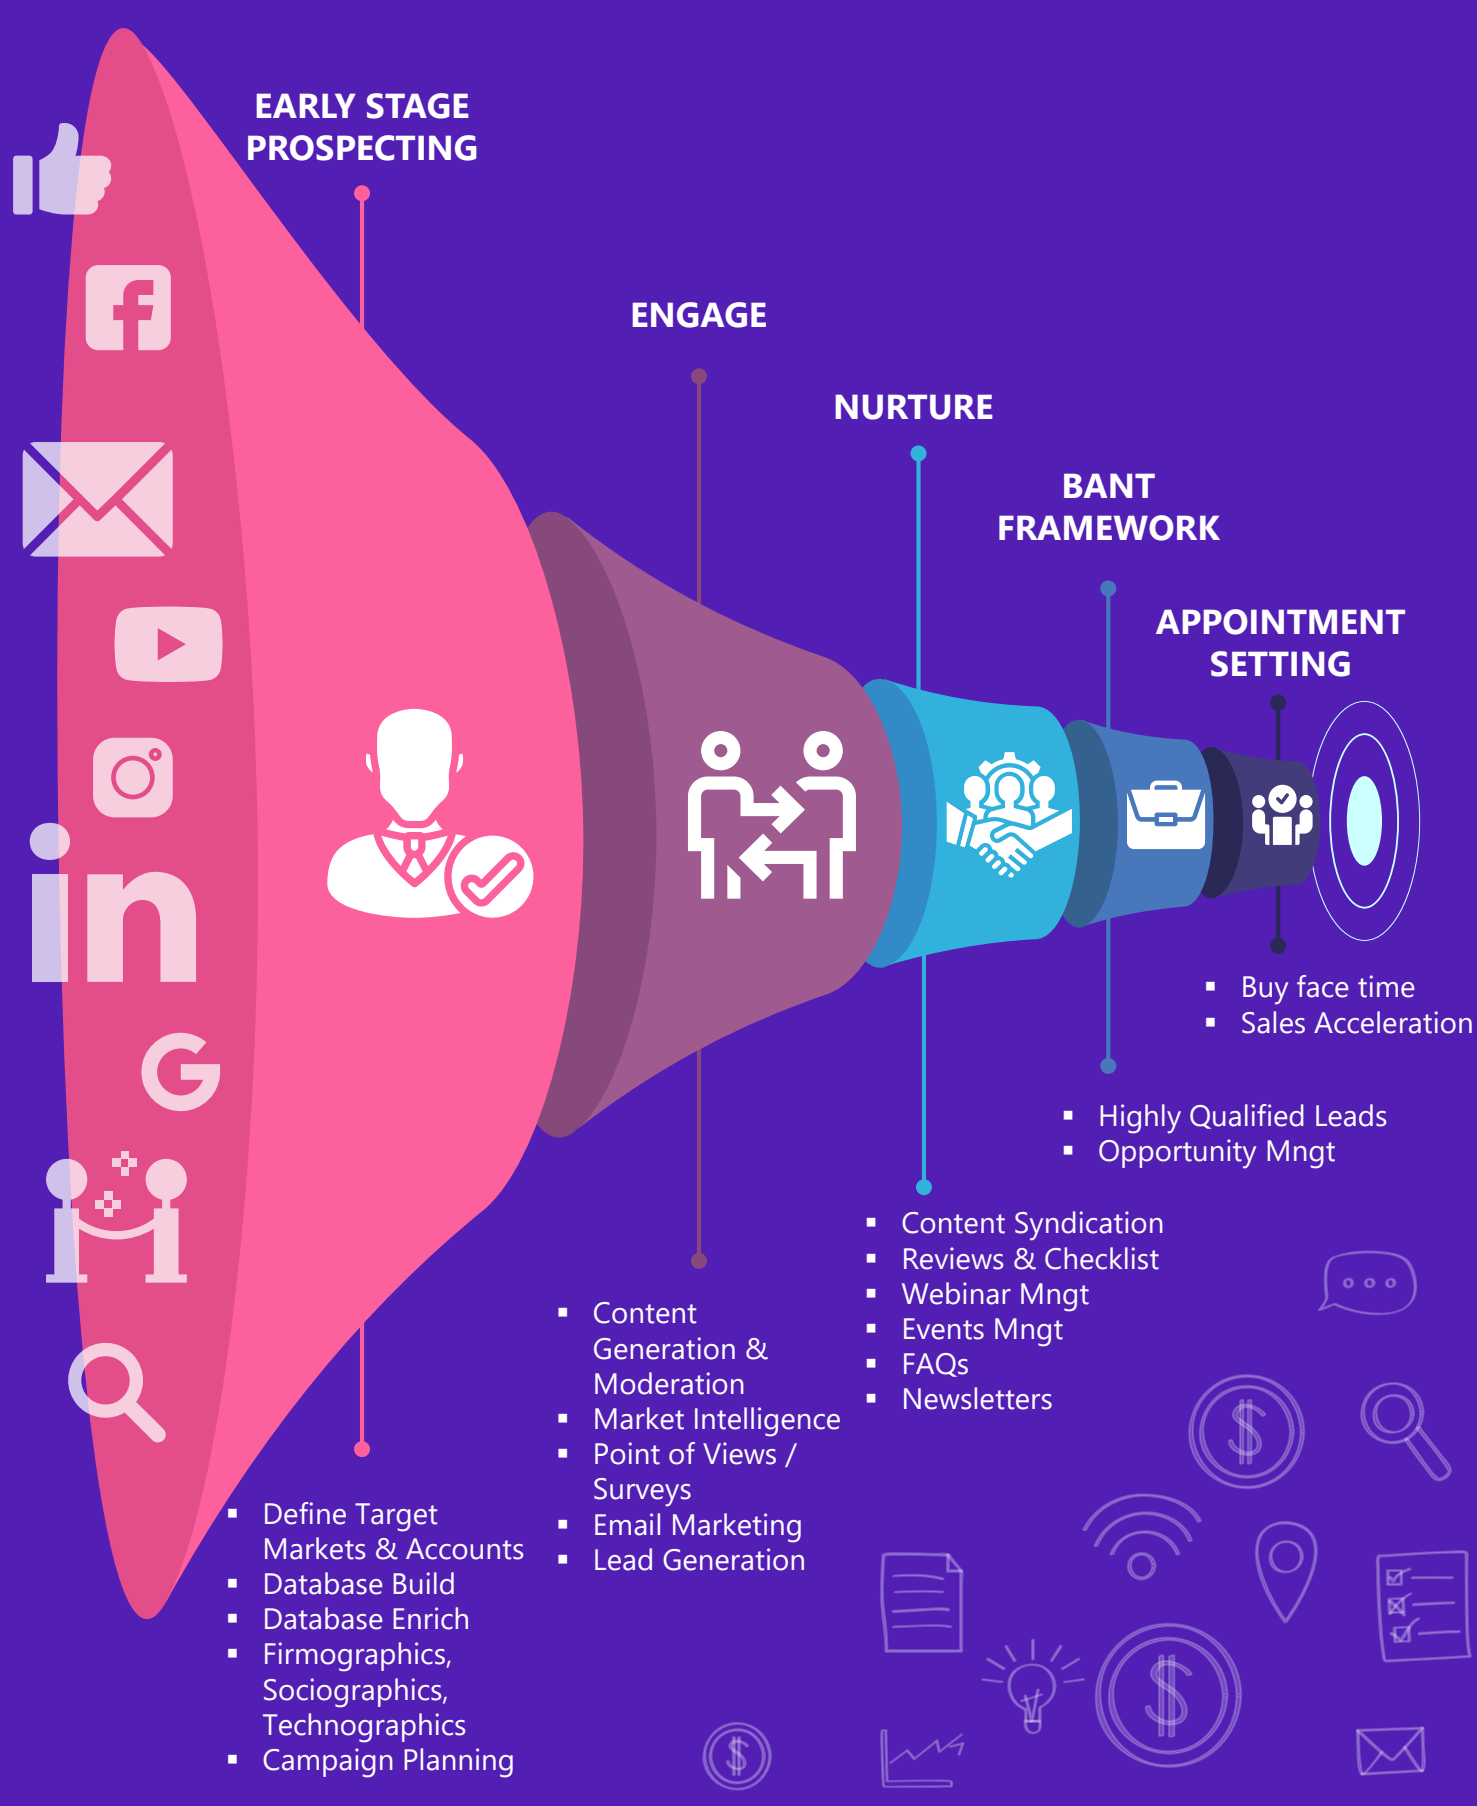 EARLY STAGE
PROSPECTING
ENGAGE
NURTURE
BANT
FRAMEWORK
APPOINTMENT
SETTING
▪ Buy face time
▪ Sales Acceleration
▪ Highly Qualified Leads
▪ Opportunity Mngt
▪ Content Syndication
▪ Reviews & Checklist
▪ Webinar Mngt
▪ Events Mngt
▪ FAQs
▪ Newsletters
▪ Content
Generation &
Moderation
▪ Market Intelligence
▪ Point of Views /
Surveys
▪ Email Marketing
▪ Lead Generation
▪ Define Target
Markets & Accounts
▪ Database Build
▪ Database Enrich
▪ Firmographics,
Sociographics,
Technographics
▪ Campaign Planning
in